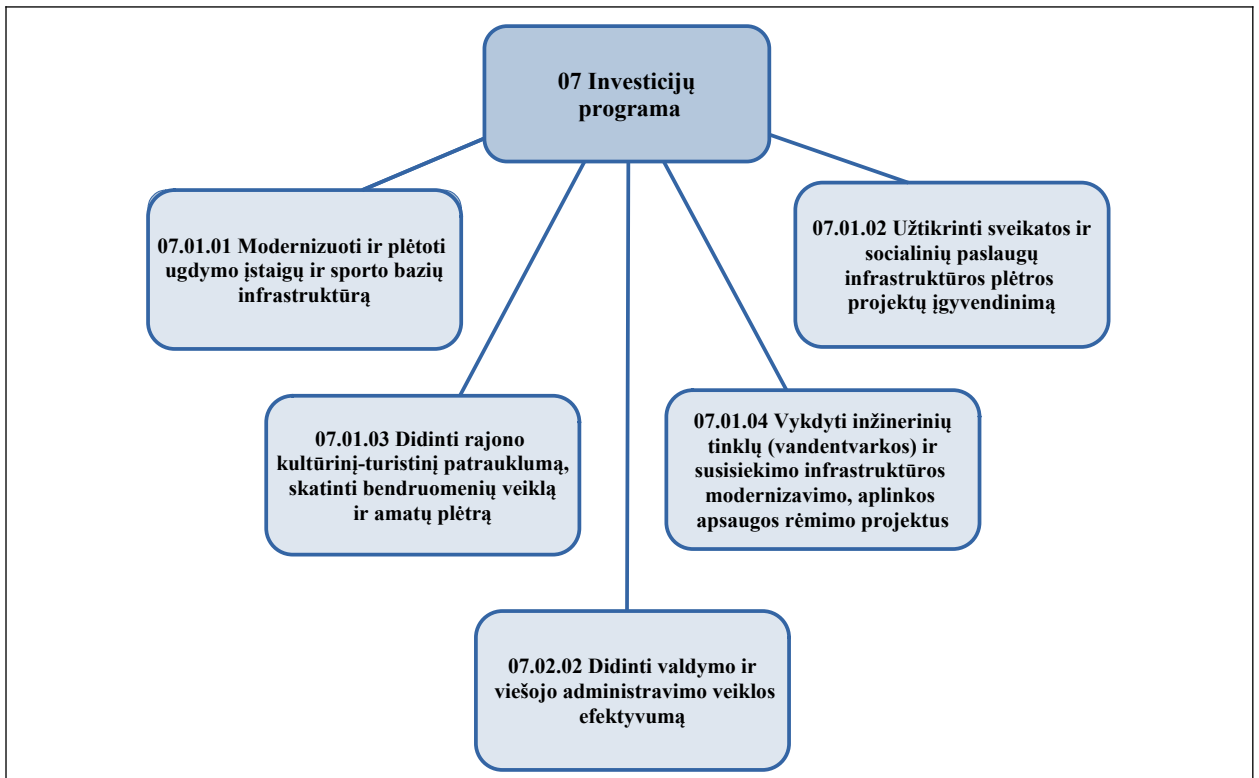 07 Investicijų
programa
07.01.01 Modernizuoti ir plėtoti
ugdymo įstaigų ir sporto bazių
infrastruktūrą
07.01.02 Užtikrinti sveikatos ir
socialinių paslaugų
infrastruktūros plėtros
projektų įgyvendinimą
07.01.03 Didinti rajono
kultūrinį-turistinį patrauklumą,
skatinti bendruomenių veiklą
ir amatų plėtrą
07.01.04 Vykdyti inžinerinių
tinklų (vandentvarkos) ir
susisiekimo infrastruktūros
modernizavimo, aplinkos
apsaugos rėmimo projektus
07.02.02 Didinti valdymo ir
viešojo administravimo veiklos
efektyvumą